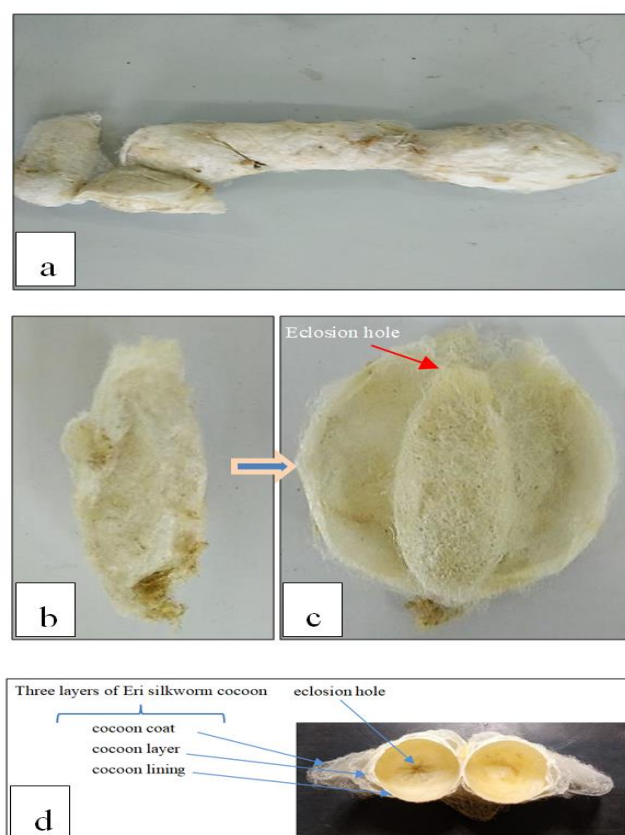 a
Eclosion hole
b
c
Three layers of Eri silkworm cocoon
eclosion hole
cocoon coat
cocoon layer
cocoon lining
d